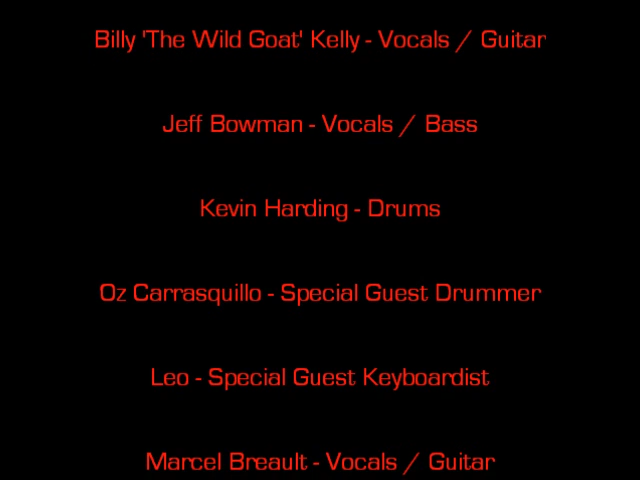 Billy 'The Wild Goat' Kelly - Vocals / Guitar
Jeff Bowman - Vocals / Bass
Kevin Harding - Drums
Oz Carrasquillo - Special Guest Drummer
Leo - Special Guest Keyboardist
Marcel Breault - Vocals / Guitar